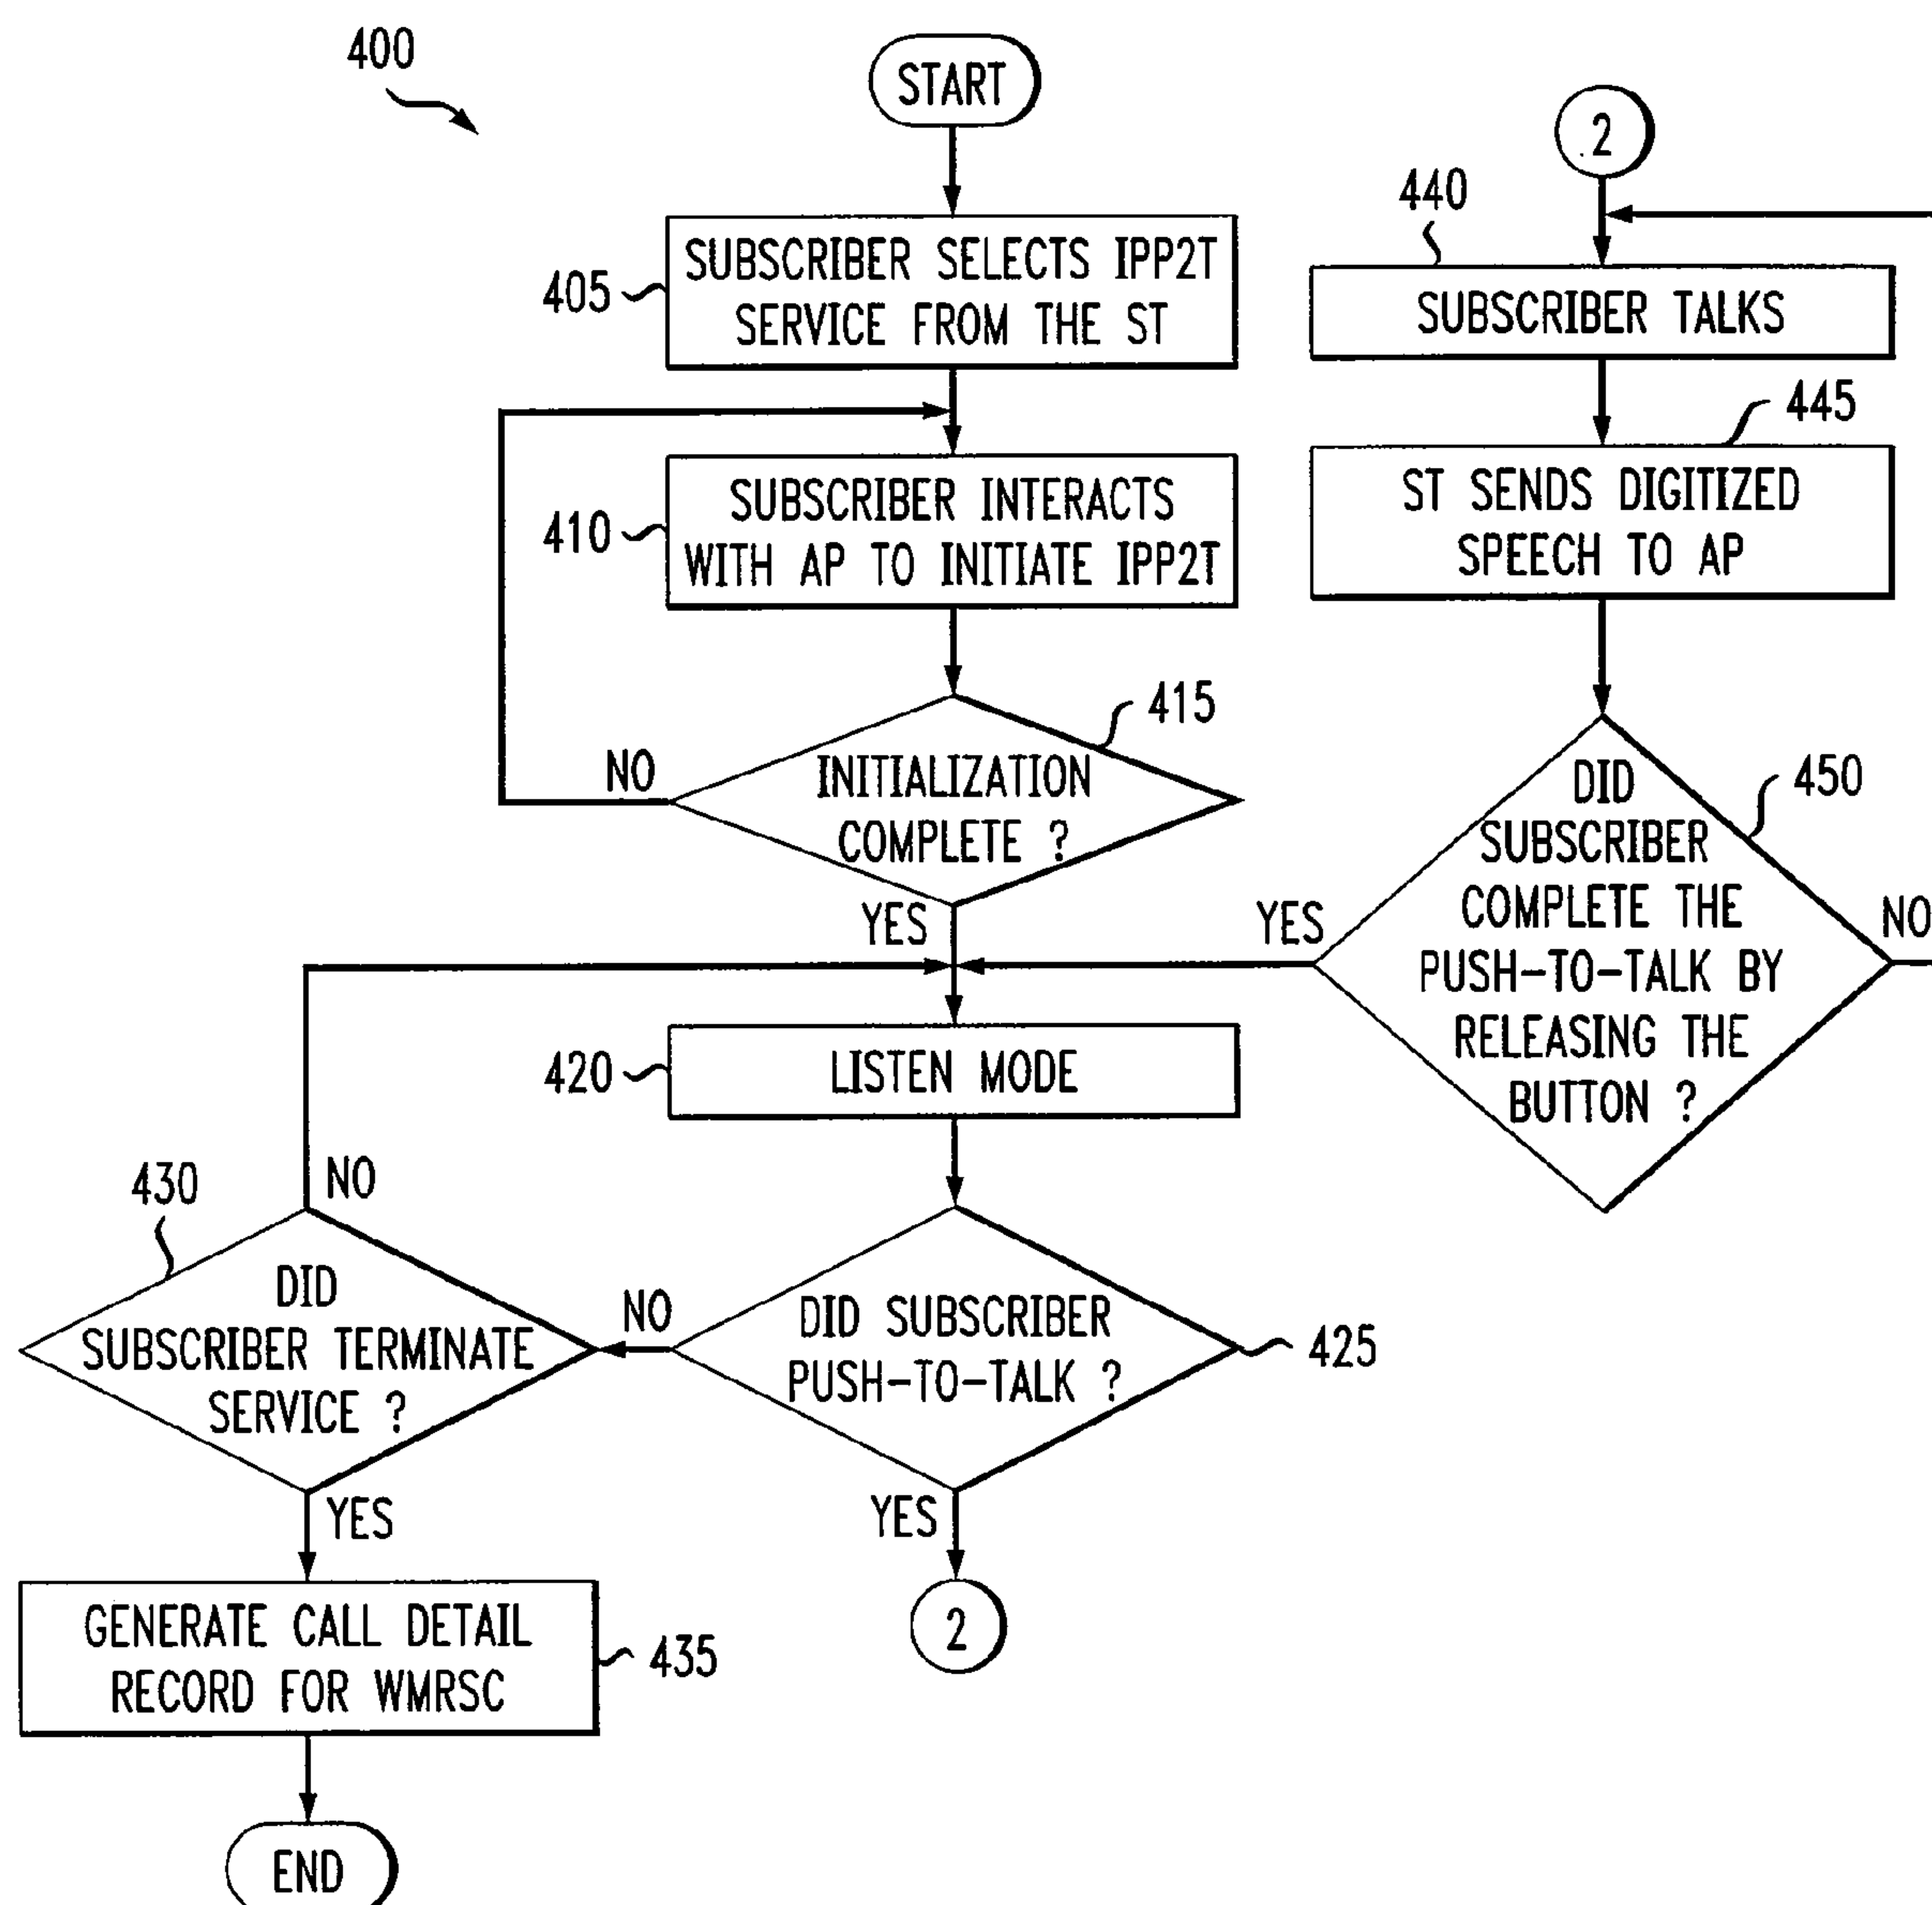 400
START
405
SUBSCRIBER SELECTS IPP2T
SERVICE FROM THE ST
410
SUBSCRIBER INTERACTS
WITH AP TO INITIATE IPP2T
415
INITIALIZATION
COMPLETE ?
NO
YES
420
LISTEN MODE
425
DID SUBSCRIBER
PUSH-TO-TALK ?
NO
YES
2
430
DID
SUBSCRIBER TERMINATE
SERVICE ?
NO
YES
GENERATE CALL DETAIL
RECORD FOR WMRSC
435
END
2
440
SUBSCRIBER TALKS
445
ST SENDS DIGITIZED
SPEECH TO AP
450
DID
SUBSCRIBER
COMPLETE THE
PUSH-TO-TALK BY
RELEASING THE
BUTTON ?
YES
NO